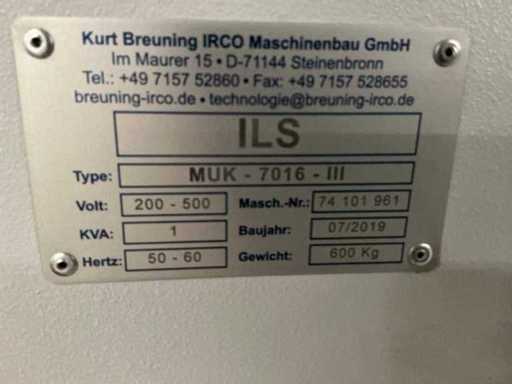 Kurt Breuning IRCO Maschinenbau GmbH
Im Maurer 15 • D-71144 Steinenbronn
Tel.: +49 7157 52860 • Fax: +49 7157 528655
breuning-irco.de • technologie@breuning-irco.de
ILS
Type: MUK - 7016 - III
Volt: 200 - 500 Masch.-Nr.: 74 101 961
KVA: 1 Baujahr: 07/2019
Hertz: 50 - 60 Gewicht: 600 Kg